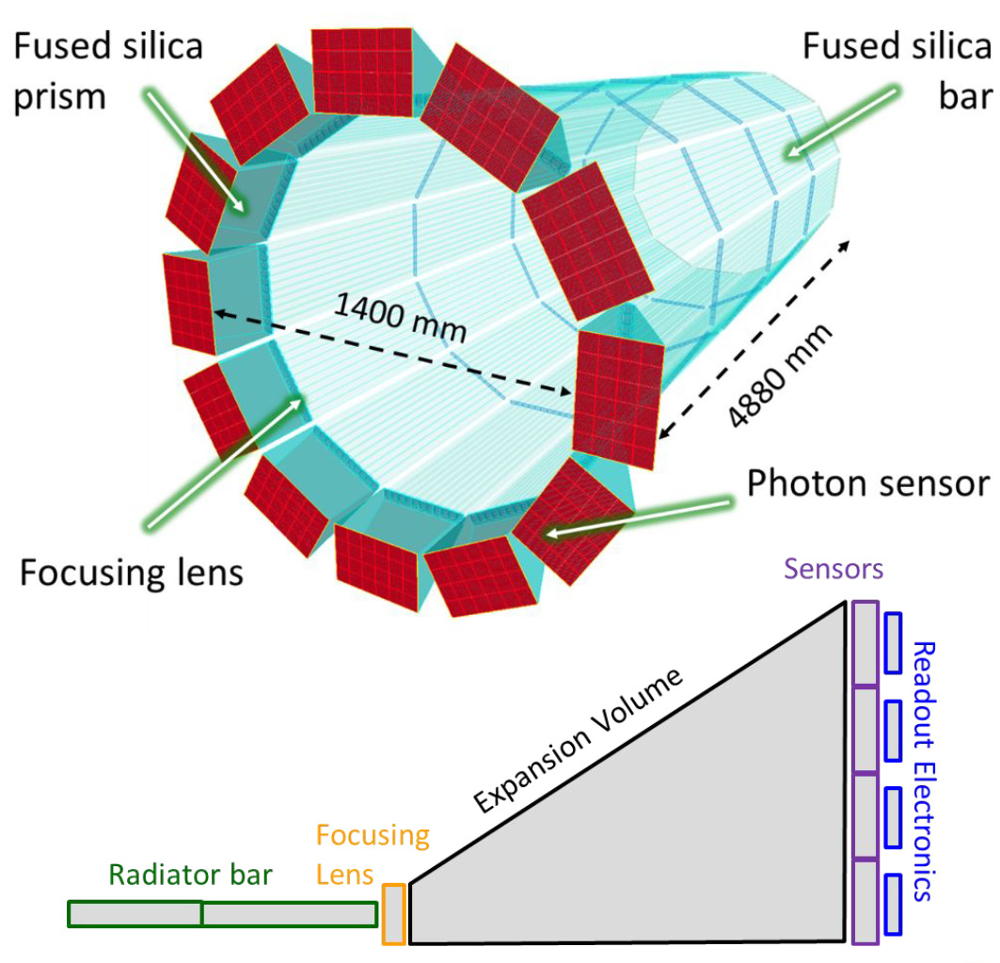 Fused silica
prism
Fused silica
bar
1400 mm
4880 mm
Photon sensor
Focusing lens
Sensors
Readout Electronics
Expansion Volume
Focusing
Lens
Radiator bar